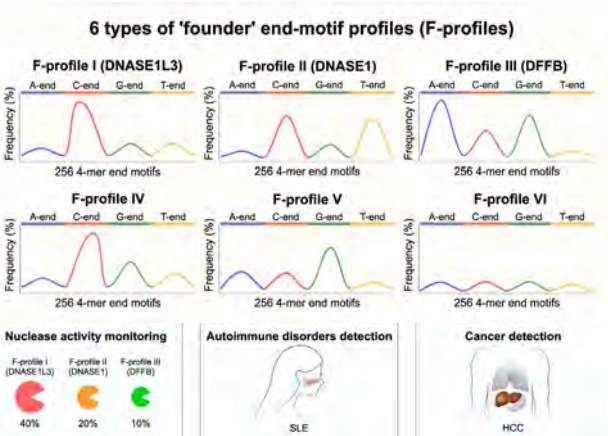 6 types of 'founder' end-motif profiles (F-profiles)
F-profile I (DNASE1L3)
F-profile II (DNASE1)
F-profile III (DFFB)
A-end C-end G-end T-end
A-end C-end G-end T-end
A-end C-end G-end T-end
Frequency (%)
Frequency (%)
Frequency (%)
256 4-mer end motifs
256 4-mer end motifs
256 4-mer end motifs
F-profile IV
F-profile V
F-profile VI
A-end C-end G-end T-end
A-end C-end G-end T-end
A-end C-end G-end T-end
Frequency (%)
Frequency (%)
Frequency (%)
256 4-mer end motifs
256 4-mer end motifs
256 4-mer end motifs
Nuclease activity monitoring
F-profile I
(DNASE1L3)
F-profile II
(DNASE1)
F-profile III
(DFFB)
40%
20%
10%
Autoimmune disorders detection
SLE
Cancer detection
HCC